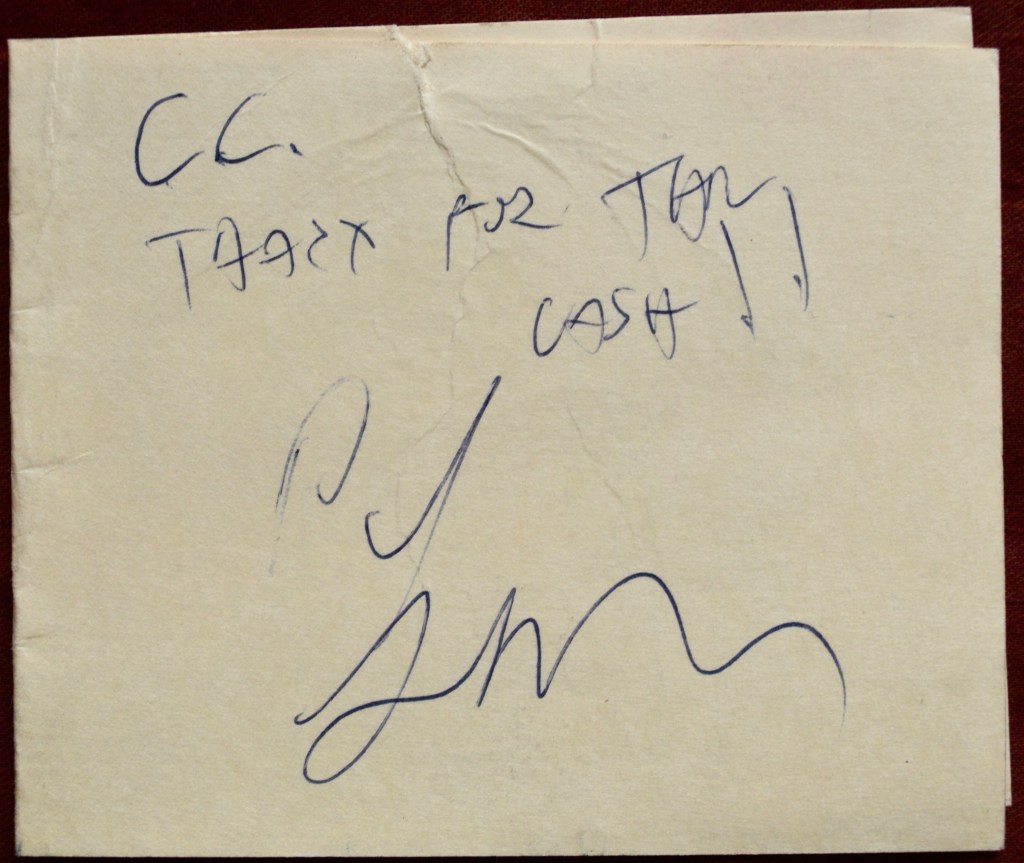 C.C.
THANX FOR THE
CASH!!